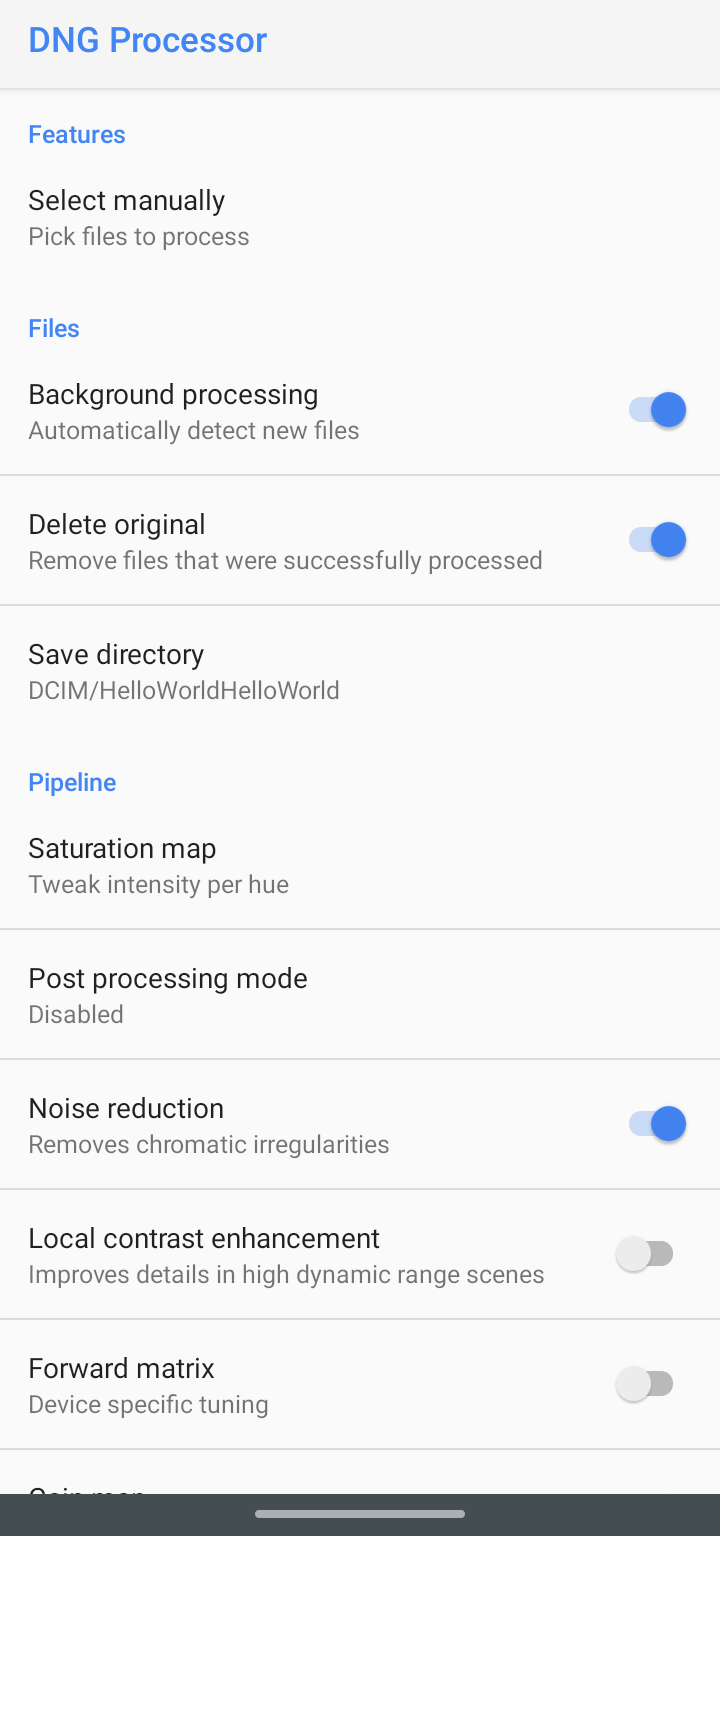 DNG Processor
Features
Select manually
Pick files to process
Files
Background processing
Automatically detect new files
Delete original
Remove files that were successfully processed
Save directory
DCIM/HelloWorldHelloWorld
Pipeline
Saturation map
Tweak intensity per hue
Post processing mode
Disabled
Noise reduction
Removes chromatic irregularities
Local contrast enhancement
Improves details in high dynamic range scenes
Forward matrix
Device specific tuning